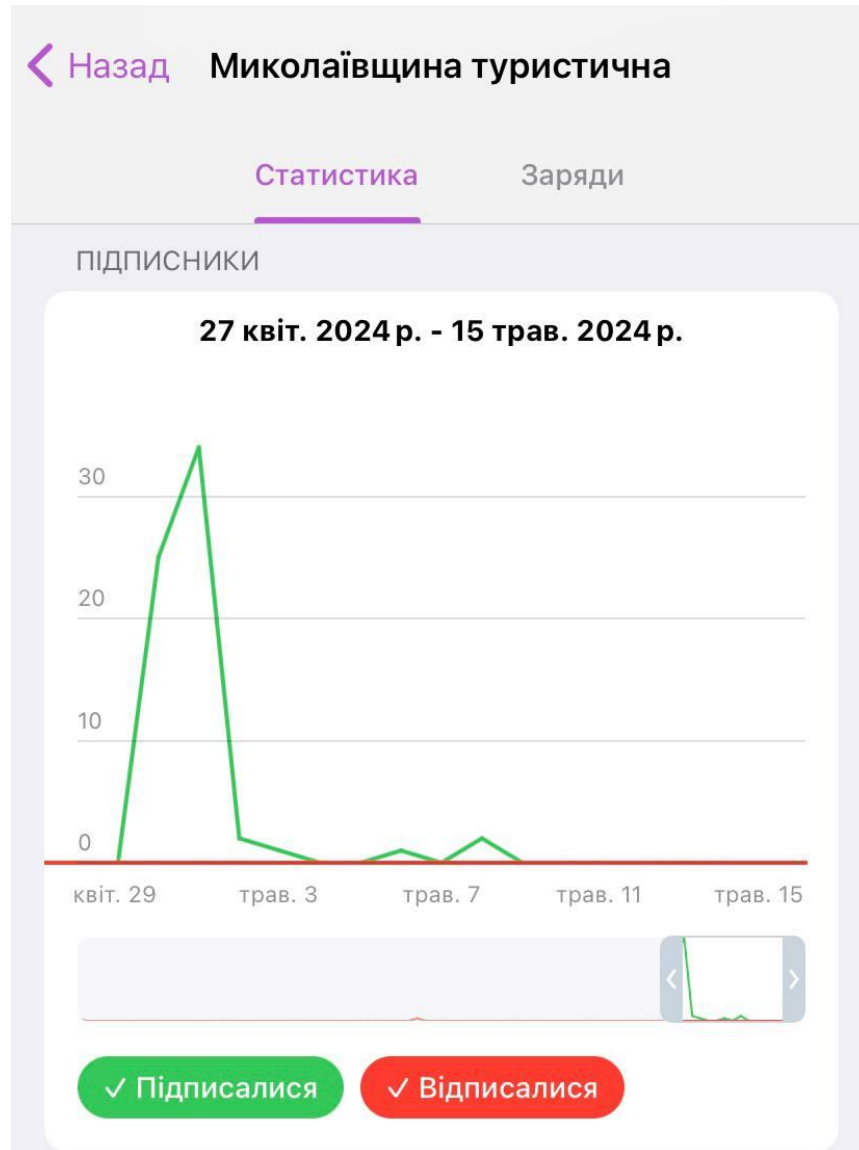 Назад Миколаївщина туристична
Статистика Заряди
ПІДПИСНИКИ
27 квіт. 2024 р. - 15 трав. 2024 р.
30
20
10
0
квіт. 29 трав. 3 трав. 7 трав. 11 трав. 15
✓ Підписалися ✓ Відписалися